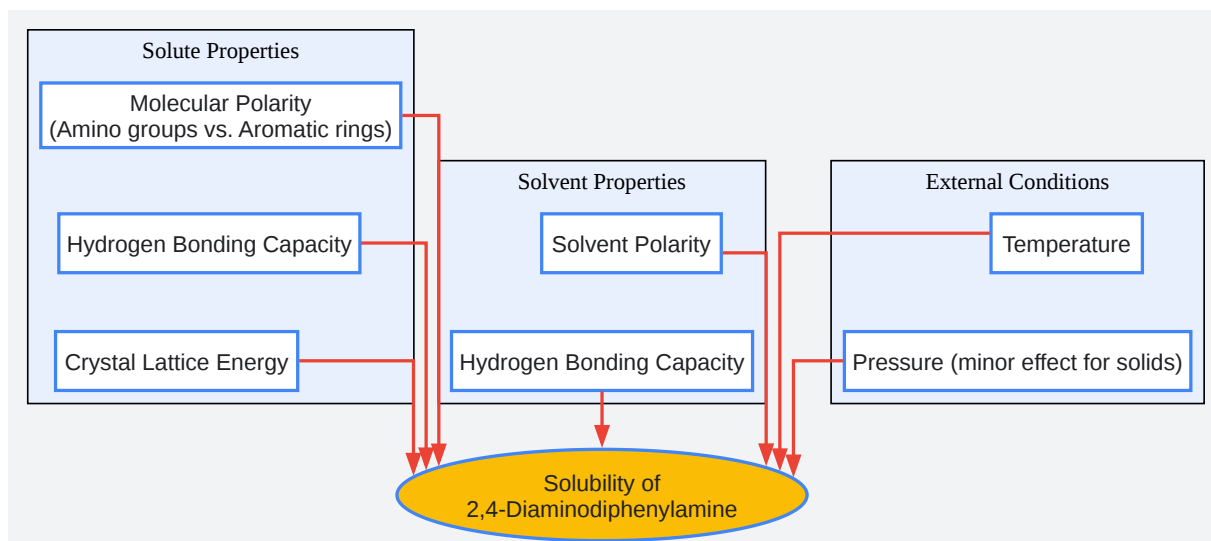 Solute Properties
Molecular Polarity
(Amino groups vs. Aromatic rings)
Hydrogen Bonding Capacity
Crystal Lattice Energy
Solvent Properties
Solvent Polarity
Hydrogen Bonding Capacity
External Conditions
Temperature
Pressure (minor effect for solids)
Solubility of
2,4-Diaminodiphenylamine